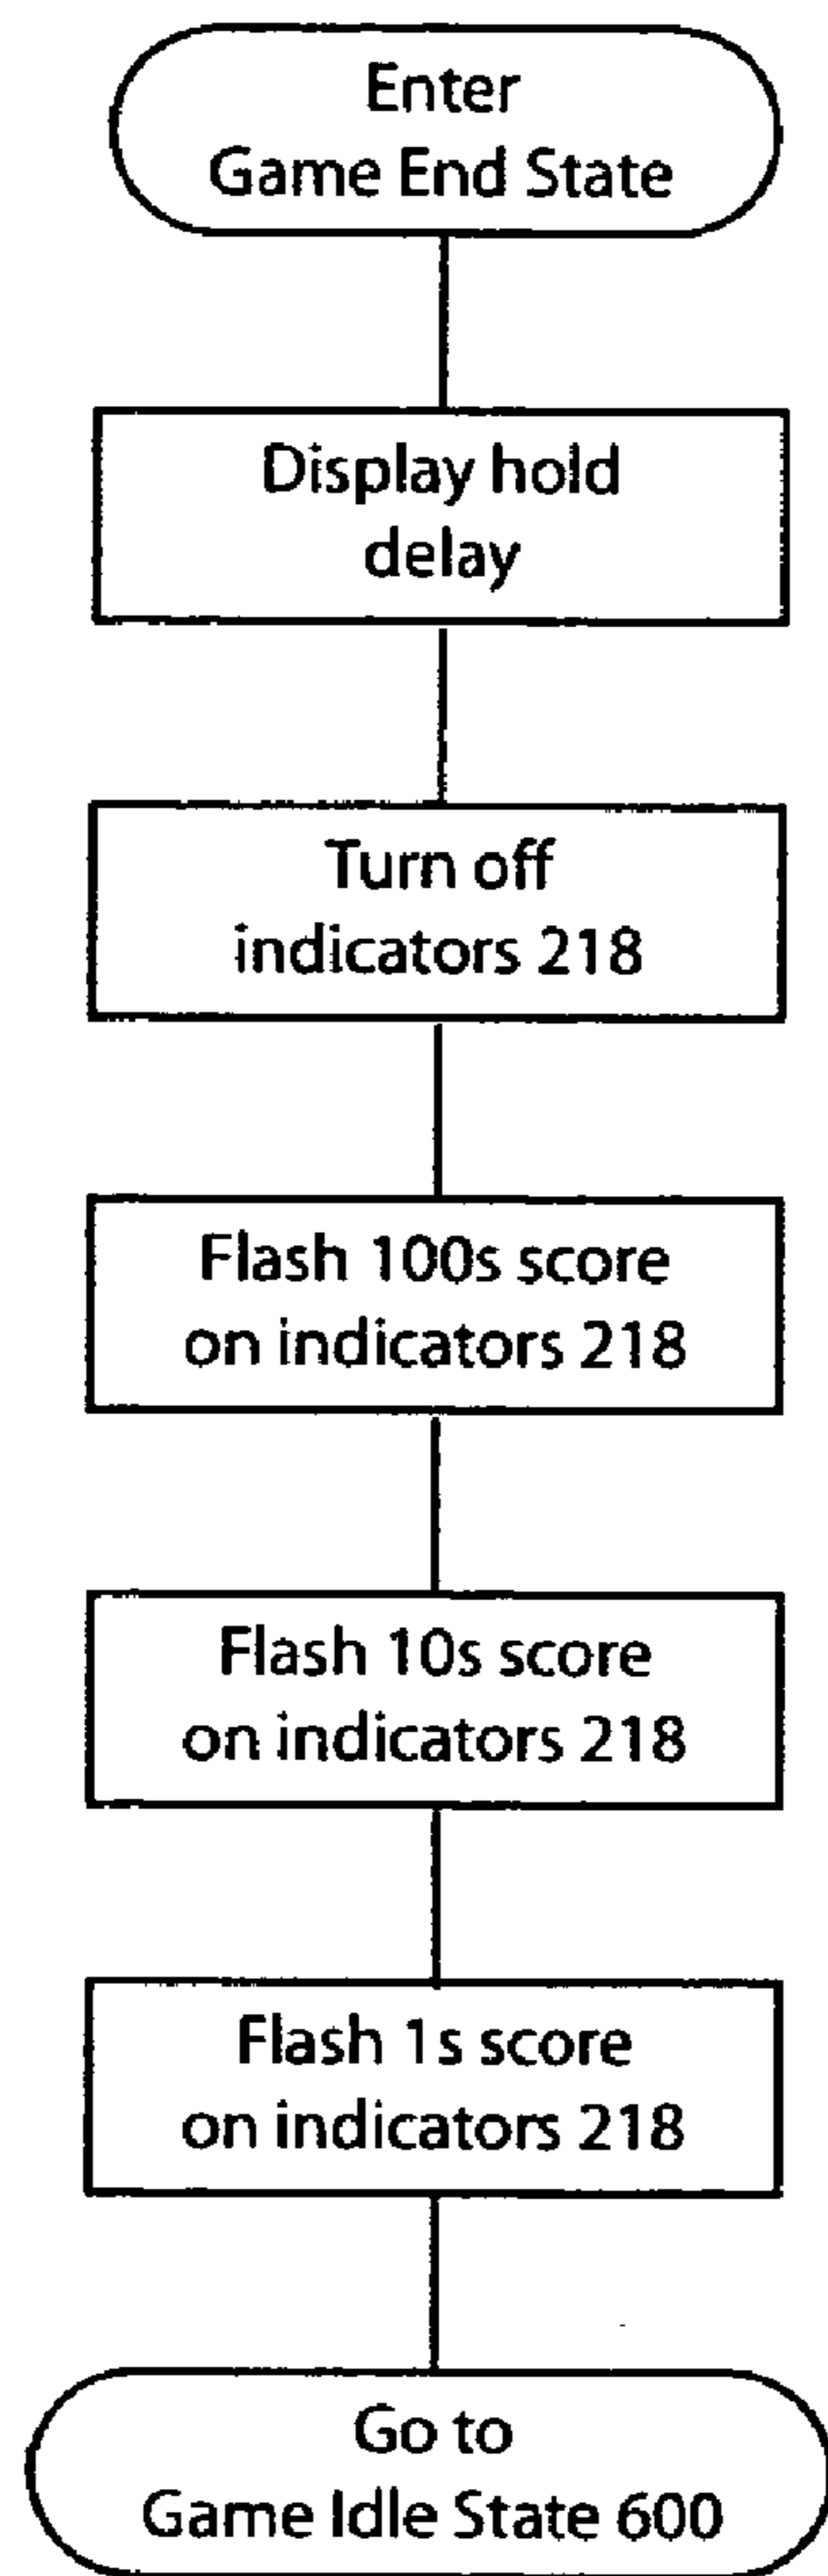 Enter
Game End State
Display hold
delay
Turn off
indicators 218
Flash 100s score
on indicators 218
Flash 10s score
on indicators 218
Flash 1s score
on indicators 218
Go to
Game Idle State 600